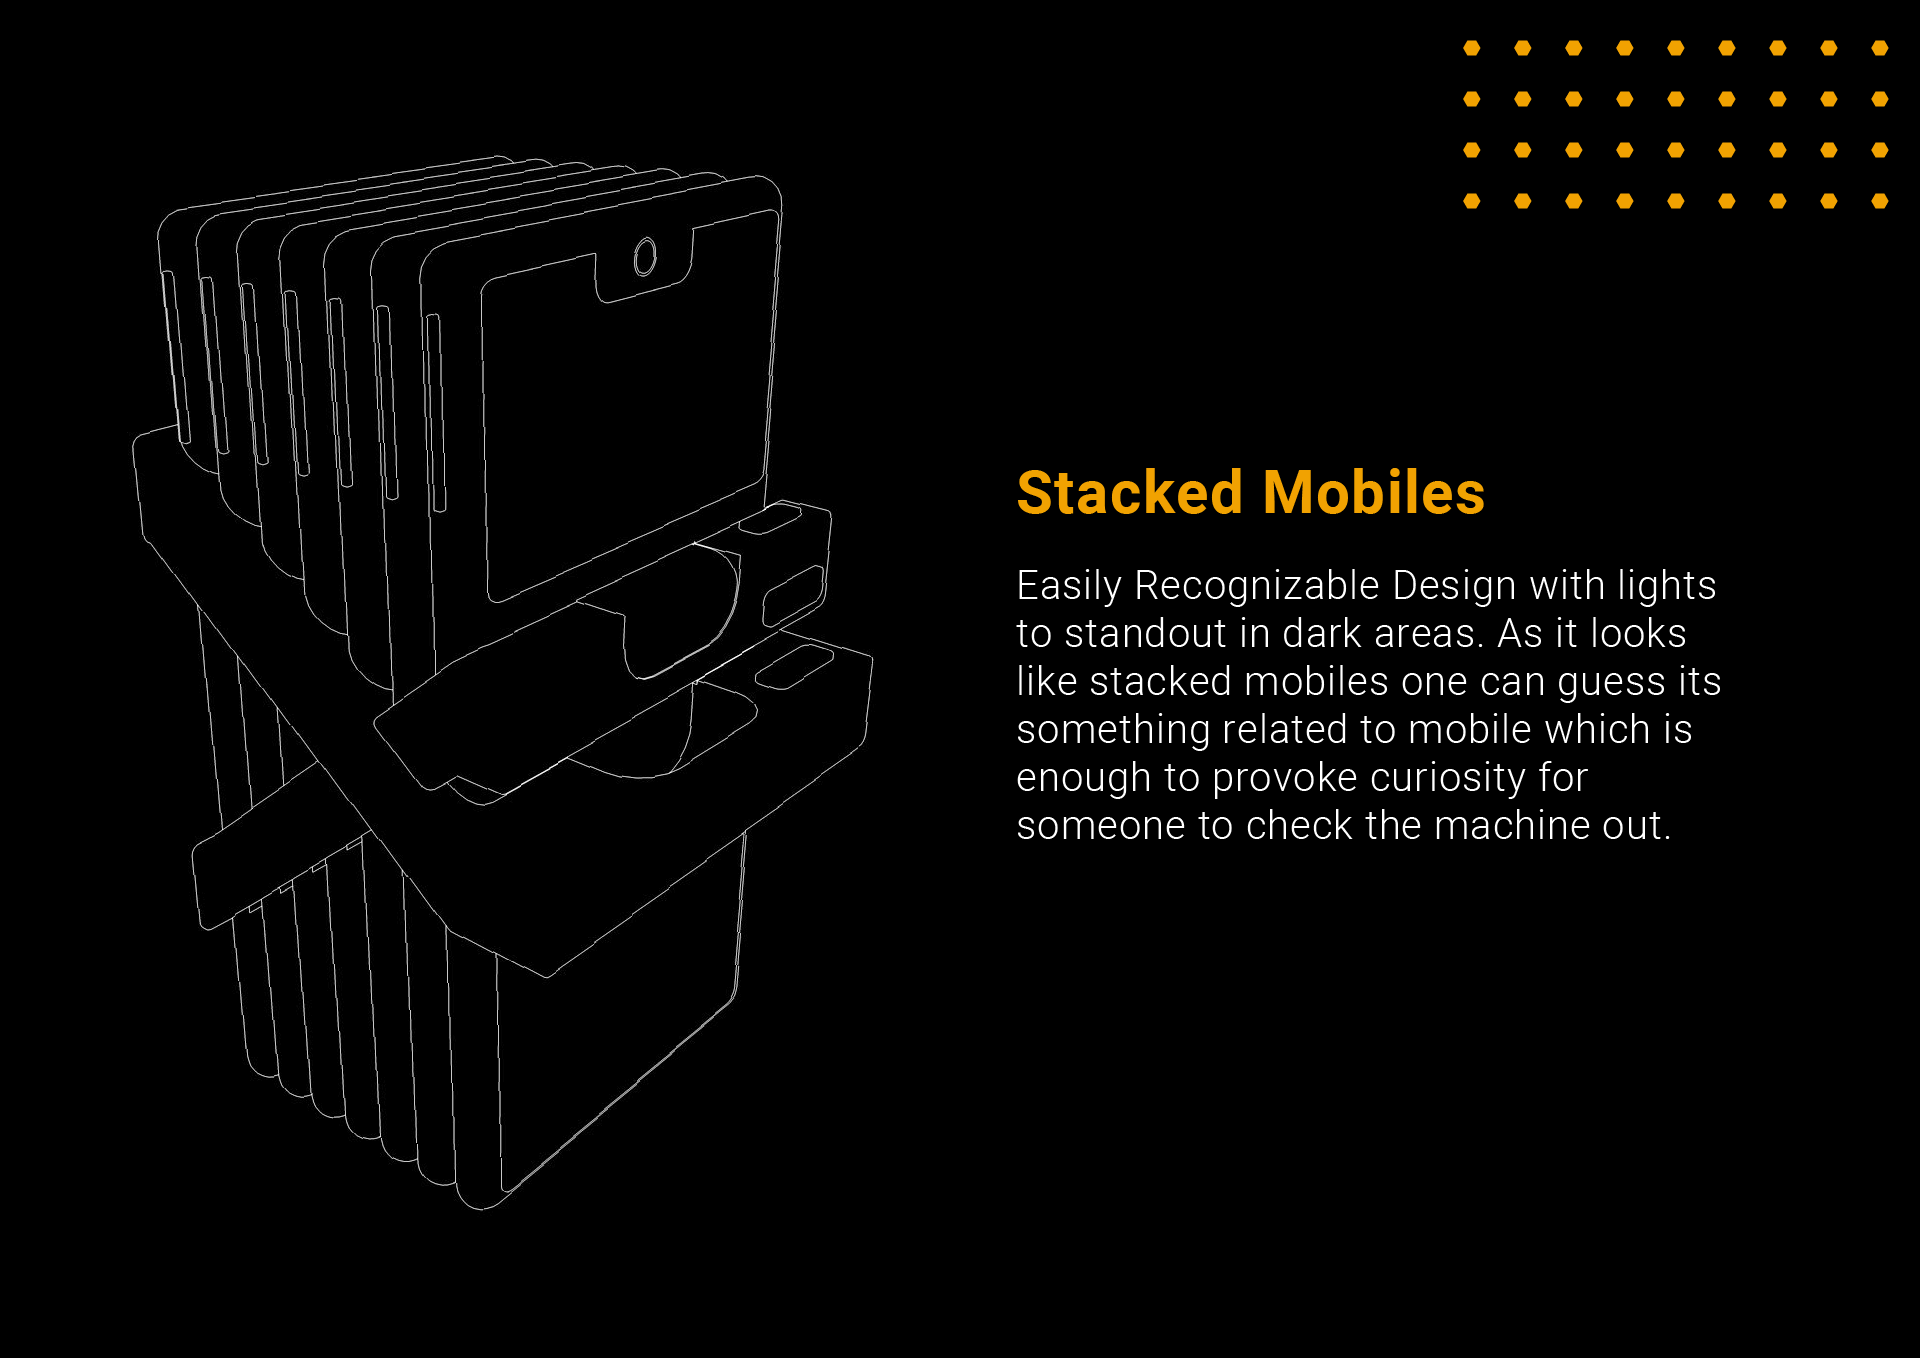 Stacked Mobiles
Easily Recognizable Design with lights
to standout in dark areas. As it looks
like stacked mobiles one can guess its
something related to mobile which is
enough to provoke curiosity for
someone to check the machine out.